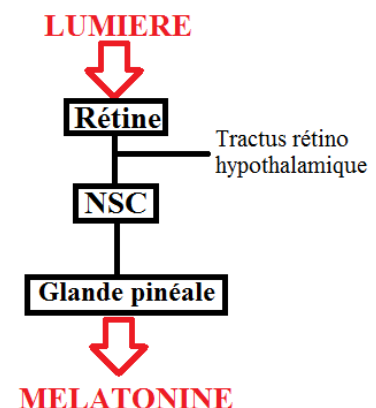 LUMIERE
Rétine
Tractus rétino
hypothalamique
NSC
Glande pinéale
MELATONINE